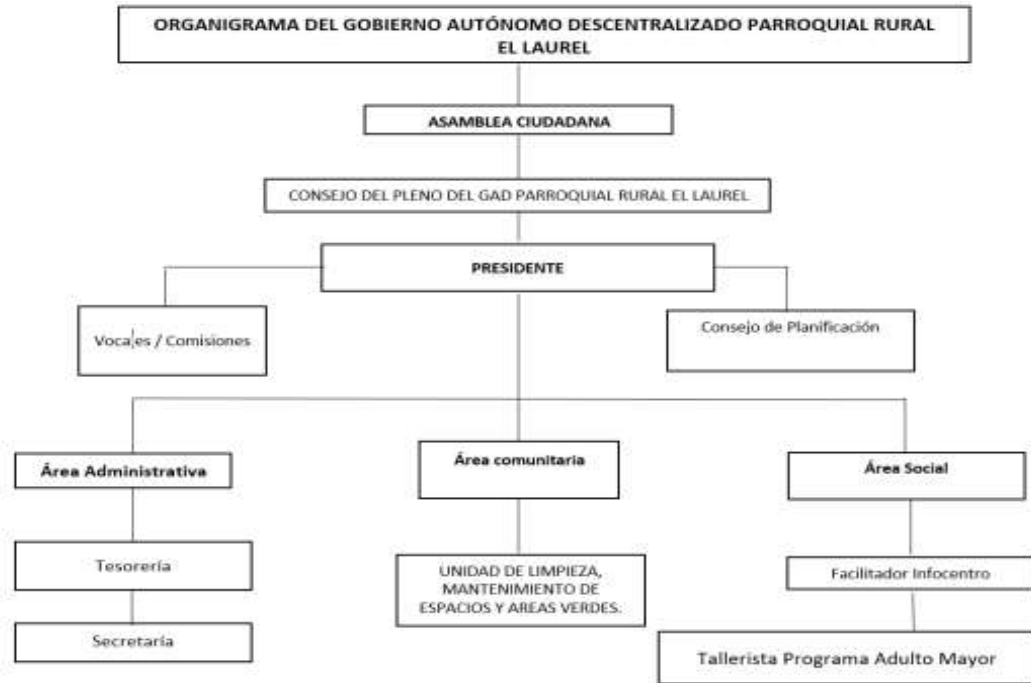 ORGANIGRAMA DEL GOBIERNO AUTÓNOMO DESCENTRALIZADO PARROQUIAL RURAL
EL LAUREL
ASAMBLEA CIUDADANA
CONSEJO DEL PLENO DEL GAD PARROQUIAL RURAL EL LAUREL
PRESIDENTE
Vocales / Comisiones
Consejo de Planificación
Área Administrativa
Área comunitaria
Área Social
Tesorería
UNIDAD DE LIMPIEZA,
MANTENIMIENTO DE
ESPACIOS Y AREAS VERDES.
Facilitador Infocentro
Secretaría
Tallerista Programa Adulto Mayor